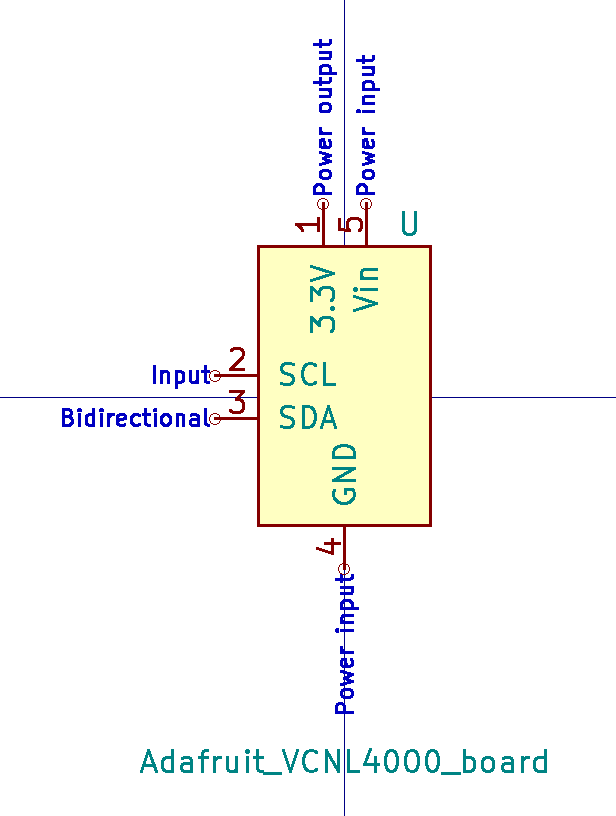 Power output
Power input
1
5
U
3.3V
Vin
Input
2
SCL
Bidirectional
3
SDA
GND
4
Power input
Adafruit_VCNL4000_board